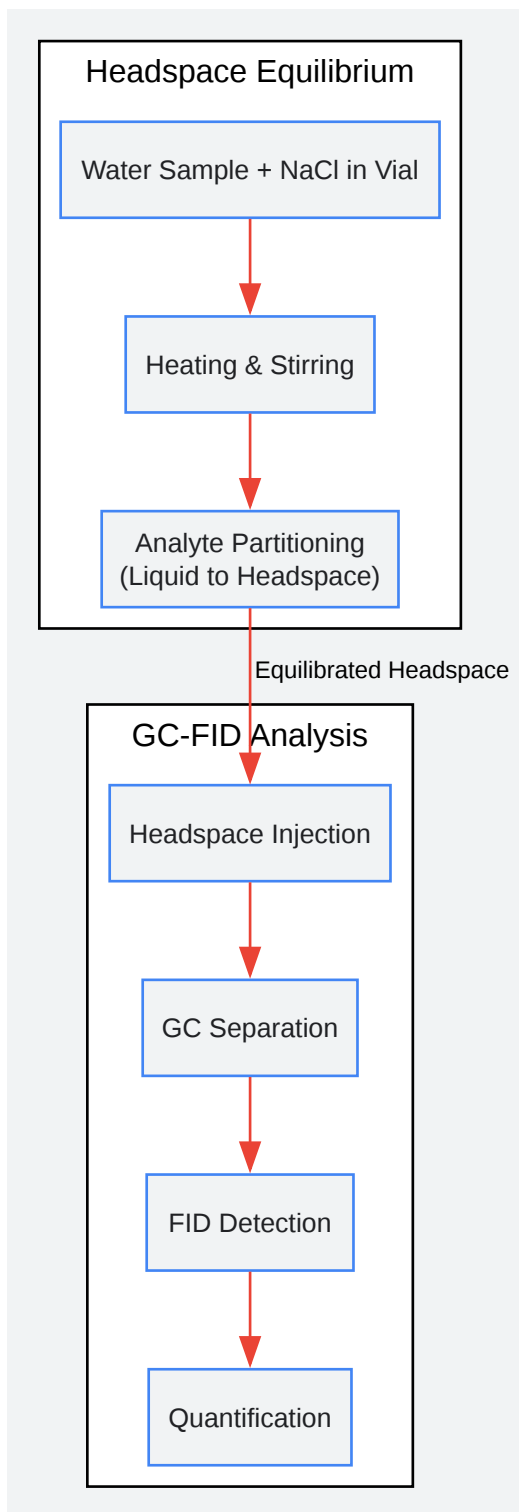 Headspace Equilibrium
Water Sample + NaCl in Vial
Heating & Stirring
Analyte Partitioning
(Liquid to Headspace)
Equilibrated Headspace
GC-FID Analysis
Headspace Injection
GC Separation
FID Detection
Quantification